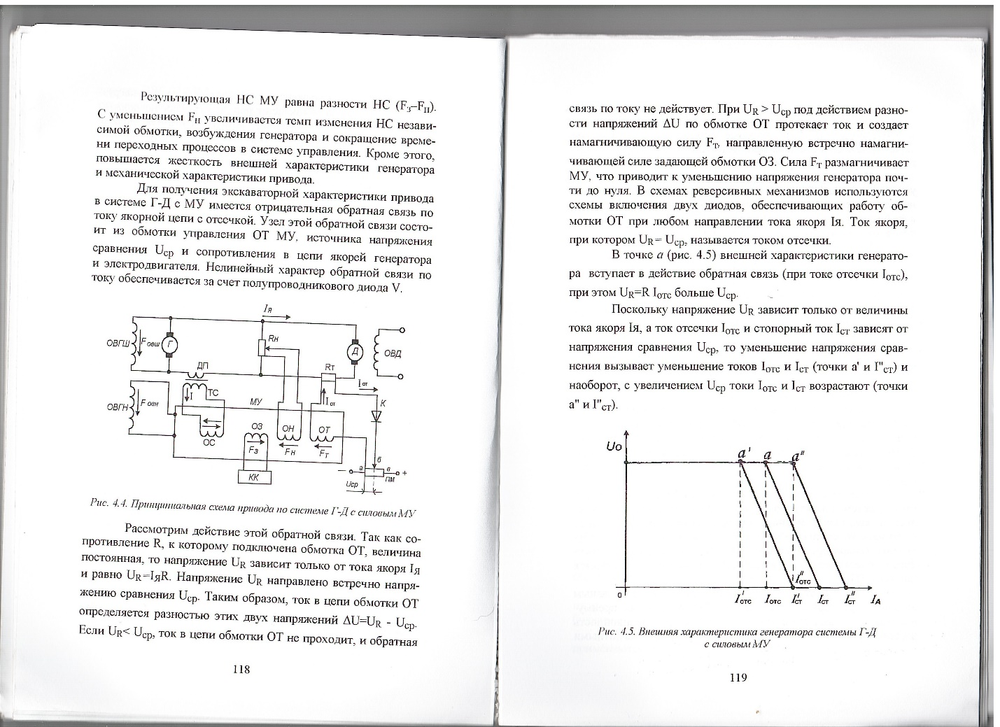 Результирующая НС МУ равна разности НС (Fз–Fн).
С уменьшением Fн увеличивается темп изменения НС незави-
симой обмотки, возбуждения генератора и сокращение време-
ни переходных процессов в системе управления. Кроме этого,
повышается жесткость внешней характеристики генератора
и механической характеристики привода.
Для получения экскаваторной характеристики привода
в системе Г-Д с МУ имеется отрицательная обратная связь по
току якорной цепи с отсечкой. Узел этой обратной связи состо-
ит из обмотки управления ОТ МУ, источника напряжения
сравнения Uср и сопротивления в цепи якорей генератора
и электродвигателя. Нелинейный характер обратной связи по
току обеспечивается за счет полупроводникового диода V.
Iя
ОВГШ
Fовш
Г
Rн
Д
ОВД
ДП
Rт
Iот
I
ТС
ОВГН
Fовн
МУ
Iот
К
ОЗ
ОН
ОТ
ОС
Fз
Fн
Fт
а
б
в
–
+
КК
Uср
ПМ
Рис. 4.4. Принципиальная схема привода по системе Г-Д с силовым МУ
Рассмотрим действие этой обратной связи. Так как со-
противление R, к которому подключена обмотка ОТ, величина
постоянная, то напряжение UR зависит только от тока якоря Iя
и равно UR=IяR. Напряжение UR направлено встречно напря-
жению сравнения Uср. Таким образом, ток в цепи обмотки ОТ
определяется разностью этих двух напряжений ΔU=UR - Uср.
Если UR< Uср, ток в цепи обмотки ОТ не проходит, и обратная
118
связь по току не действует. При UR > Uср под действием разно-
сти напряжений ΔU по обмотке ОТ протекает ток и создает
намагничивающую силу Fт, направленную встречно намагни-
чивающей силе задающей обмотки ОЗ. Сила Fт размагничивает
МУ, что приводит к уменьшению напряжения генератора поч-
ти до нуля. В схемах реверсивных механизмов используются
схемы включения двух диодов, обеспечивающих работу об-
мотки ОТ при любом направлении тока якоря Iя. Ток якоря,
при котором UR= Uср, называется током отсечки.
В точке а (рис. 4.5) внешней характеристики генерато-
ра вступает в действие обратная связь (при токе отсечки Iотс),
при этом UR=R Iотс больше Uср.
Поскольку напряжение UR зависит только от величины
тока якоря Iя, а ток отсечки Iотс и стопорный ток Iст зависят от
напряжения сравнения Uср, то уменьшение напряжения срав-
нения вызывает уменьшение токов Iотс и Iст (точки а' и I"ст) и
наоборот, с увеличением Uср токи Iотс и Iст возрастают (точки
а" и I"ст).
Uo
a' a a"
I"отс
0 I'отс Iотс I'ст Iст I"ст IA
Рис. 4.5. Внешняя характеристика генератора системы Г-Д
с силовым МУ
119